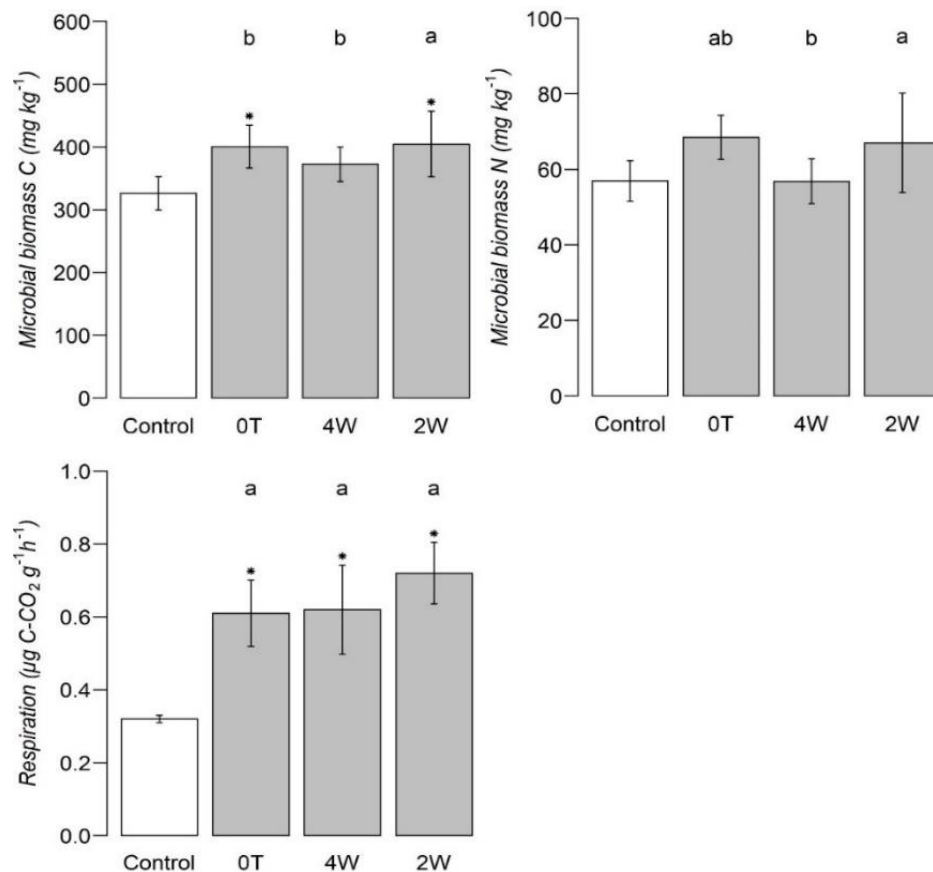 Microbial biomass C (mg kg⁻¹)
600
500
400
300
200
100
0
b b a
* *
Control 0T 4W 2W
Microbial biomass N (mg kg⁻¹)
100
80
60
40
20
0
ab b a
Control 0T 4W 2W
Respiration (µg C-CO₂ g⁻¹h⁻¹)
1.0
0.8
0.6
0.4
0.2
0.0
a a a
* * *
Control 0T 4W 2W